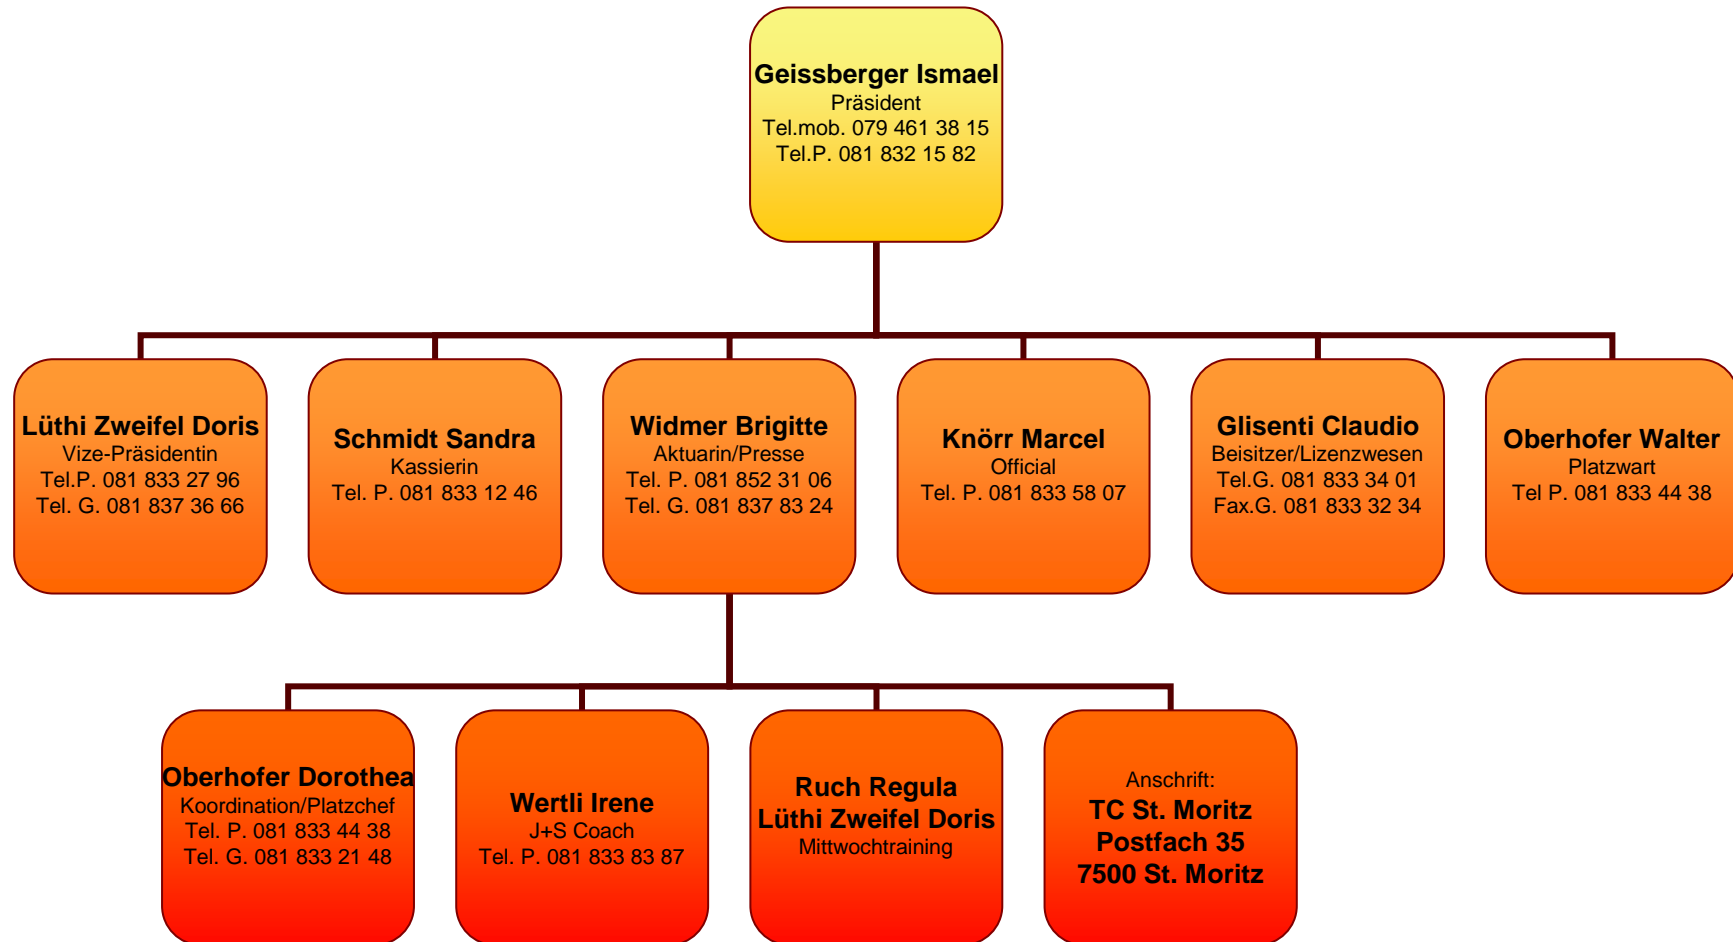 Geissberger Ismael
Präsident
Tel.mob. 079 461 38 15
Tel.P. 081 832 15 82
Lüthi Zweifel Doris
Vize-Präsidentin
Tel.P. 081 833 27 96
Tel. G. 081 837 36 66
Schmidt Sandra
Kassierin
Tel. P. 081 833 12 46
Widmer Brigitte
Aktuarin/Presse
Tel. P. 081 852 31 06
Tel. G. 081 837 83 24
Knörr Marcel
Official
Tel. P. 081 833 58 07
Glisenti Claudio
Beisitzer/Lizenzwesen
Tel.G. 081 833 34 01
Fax.G. 081 833 32 34
Oberhofer Walter
Platzwart
Tel P. 081 833 44 38
Oberhofer Dorothea
Koordination/Platzchef
Tel. P. 081 833 44 38
Tel. G. 081 833 21 48
Wertli Irene
J+S Coach
Tel. P. 081 833 83 87
Ruch Regula
Lüthi Zweifel Doris
Mittwochtraining
Anschrift:
TC St. Moritz
Postfach 35
7500 St. Moritz